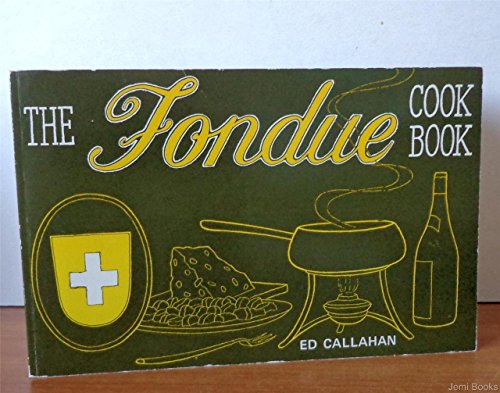 THE Fondue COOK
BOOK
ED CALLAHAN
Jemi Books